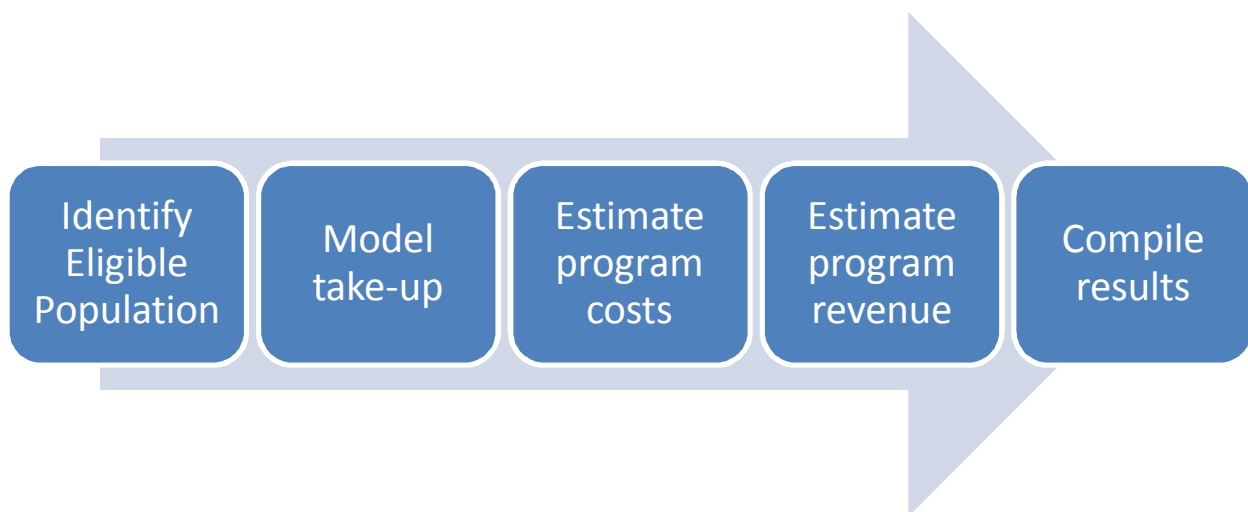 Identify
Eligible
Population
Model
take-up
Estimate
program
costs
Estimate
program
revenue
Compile
results